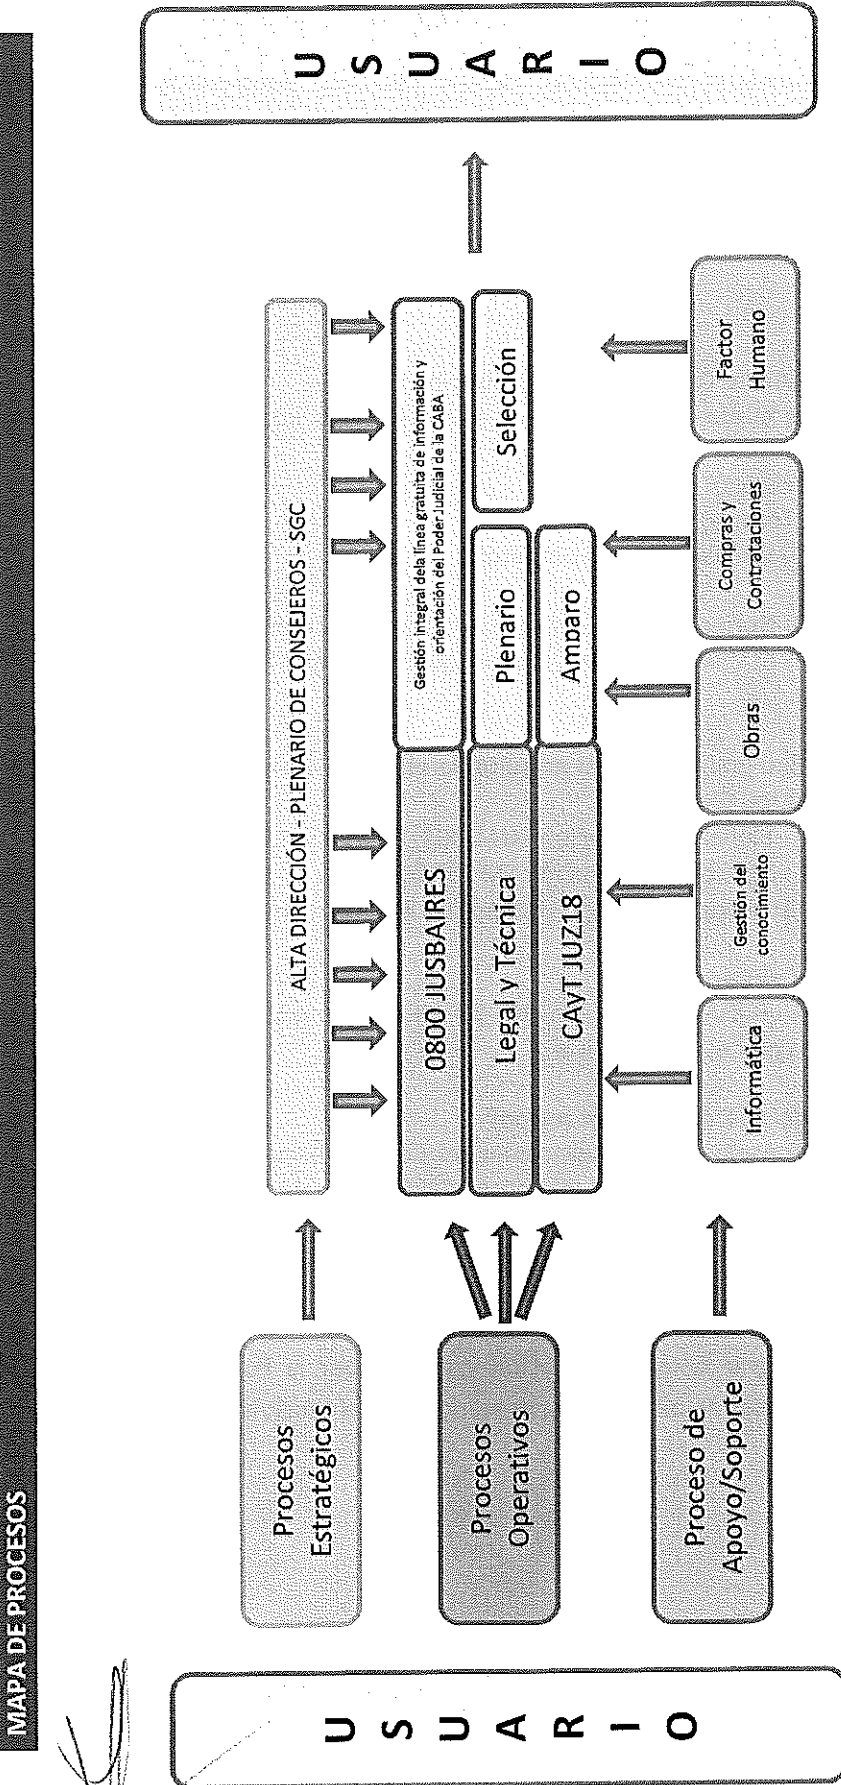 MAPA DE PROCESOS
U S U A R I O
Procesos
Estratégicos
ALTA DIRECCIÓN - PLENARIO DE CONSEJEROS - SGC
Procesos
Operativos
0800 JUSBAIRES
Gestión integral dela línea gratuita de información y
orientación del Poder Judicial de la CABA
Legal y Técnica
Plenario
Selección
CAyT JUZ18
Amparo
Proceso de
Apoyo/Soporte
Informática
Gestión del
conocimiento
Obras
Compras y
Contrataciones
Factor
Humano
U S U A R I O